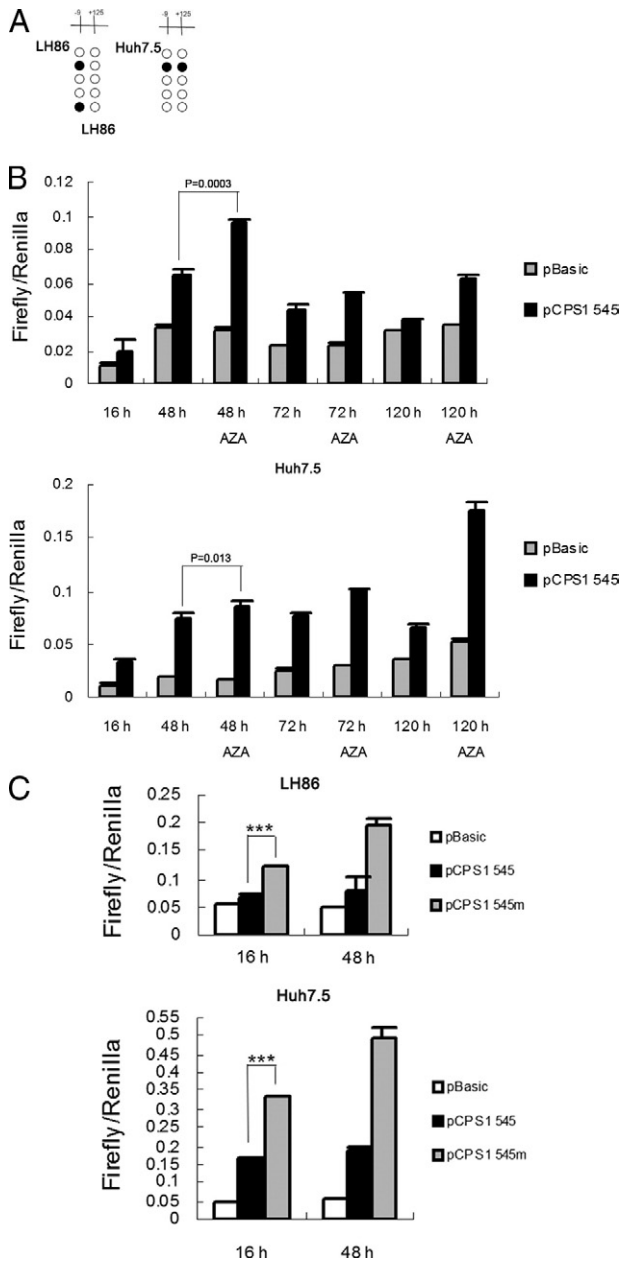 A
-9 +125
-9 +125
LH86
Huh7.5
LH86
B
Firefly/Renilla
0.12
0.1
0.08
0.06
0.04
0.02
0
P=0.0003
pBasic
pCPS1 545
16 h 48 h 48 h 72 h 72 h 120 h 120 h
AZA AZA AZA
Huh7.5
Firefly/Renilla
0.2
0.15
0.1
0.05
0
P=0.013
pBasic
pCPS1 545
16 h 48 h 48 h 72 h 72 h 120 h 120 h
AZA AZA AZA
C
LH86
Firefly/Renilla
0.25
0.2
0.15
0.1
0.05
0
***
pBasic
pCPS1 545
pCPS1 545m
16 h 48 h
Huh7.5
Firefly/Renilla
0.55
0.5
0.45
0.35
0.3
0.2
0.15
0.05
0
***
pBasic
pCPS1 545
pCPS1 545m
16 h 48 h